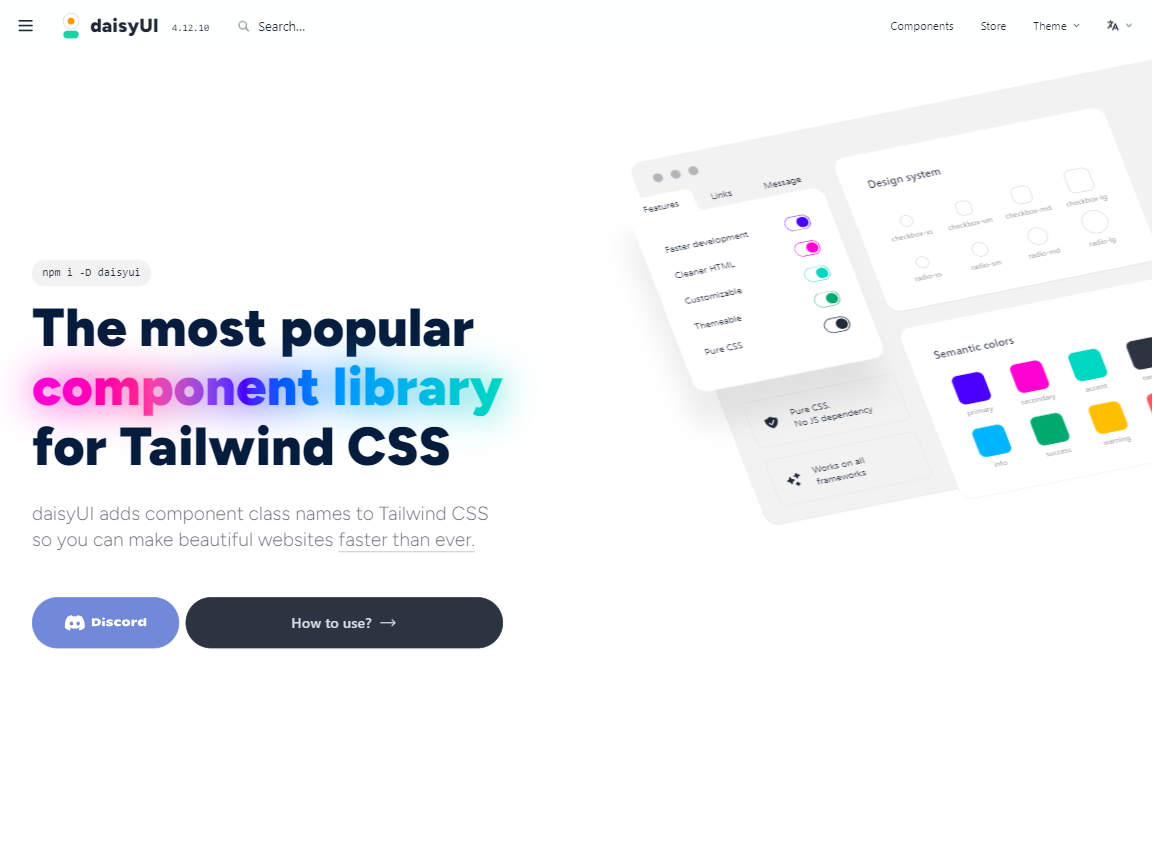 daisyUI 4.12.10 Search...
Components Store Theme
npm i -D daisyui
The most popular
component library
for Tailwind CSS
daisyUI adds component class names to Tailwind CSS
so you can make beautiful websites faster than ever.
Discord
How to use? →
Features Links Message
Faster development
Cleaner HTML
Customizable
Themeable
Pure CSS
Design system
checkbox-xs checkbox-sm checkbox-md checkbox-lg
radio-xs radio-sm radio-md radio-lg
Pure CSS.
No JS dependency
Works on all
frameworks
Semantic colors
primary secondary accent
info success warning